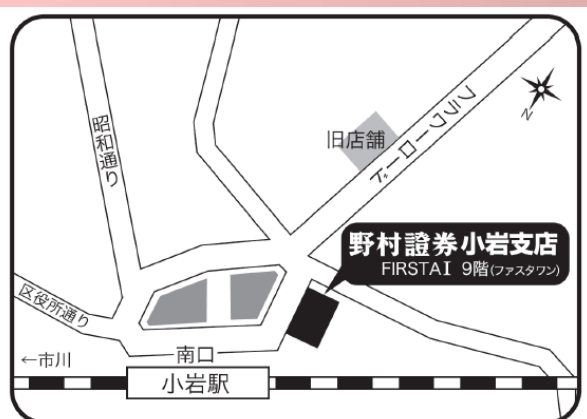 昭和通り
旧店舗
フラワーロード
N
野村證券小岩支店
FIRSTAI 9階(ファスタワン)
区役所通り
←市川
南口
小岩駅